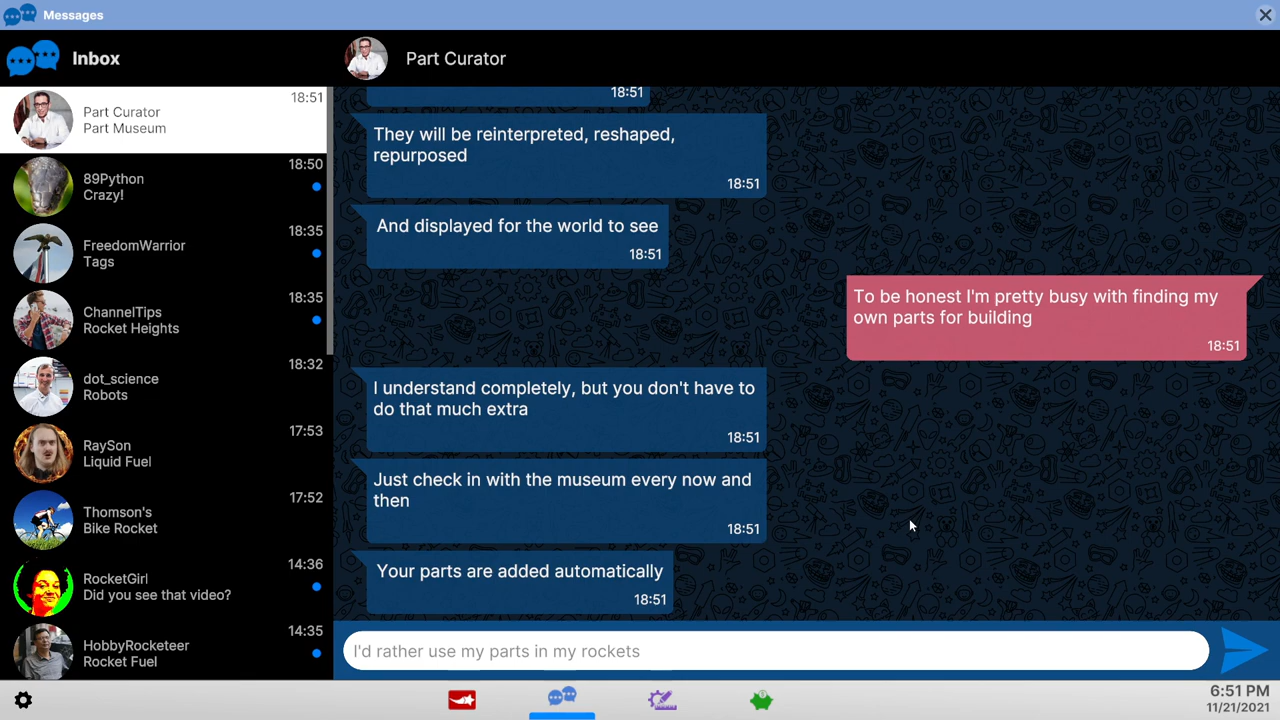 Messages
Inbox
Part Curator
18:51
Part Curator
Part Museum
18:50
89Python
Crazy!
18:35
FreedomWarrior
Tags
18:35
ChannelTips
Rocket Heights
18:32
dot_science
Robots
17:53
RaySon
Liquid Fuel
17:52
Thomson's
Bike Rocket
14:36
RocketGirl
Did you see that video?
14:35
HobbyRocketeer
Rocket Fuel
18:51
They will be reinterpreted, reshaped,
repurposed
18:51
And displayed for the world to see
18:51
To be honest I'm pretty busy with finding my
own parts for building
18:51
I understand completely, but you don't have to
do that much extra
18:51
Just check in with the museum every now and
then
18:51
Your parts are added automatically
18:51
I'd rather use my parts in my rockets
6:51 PM
11/21/2021